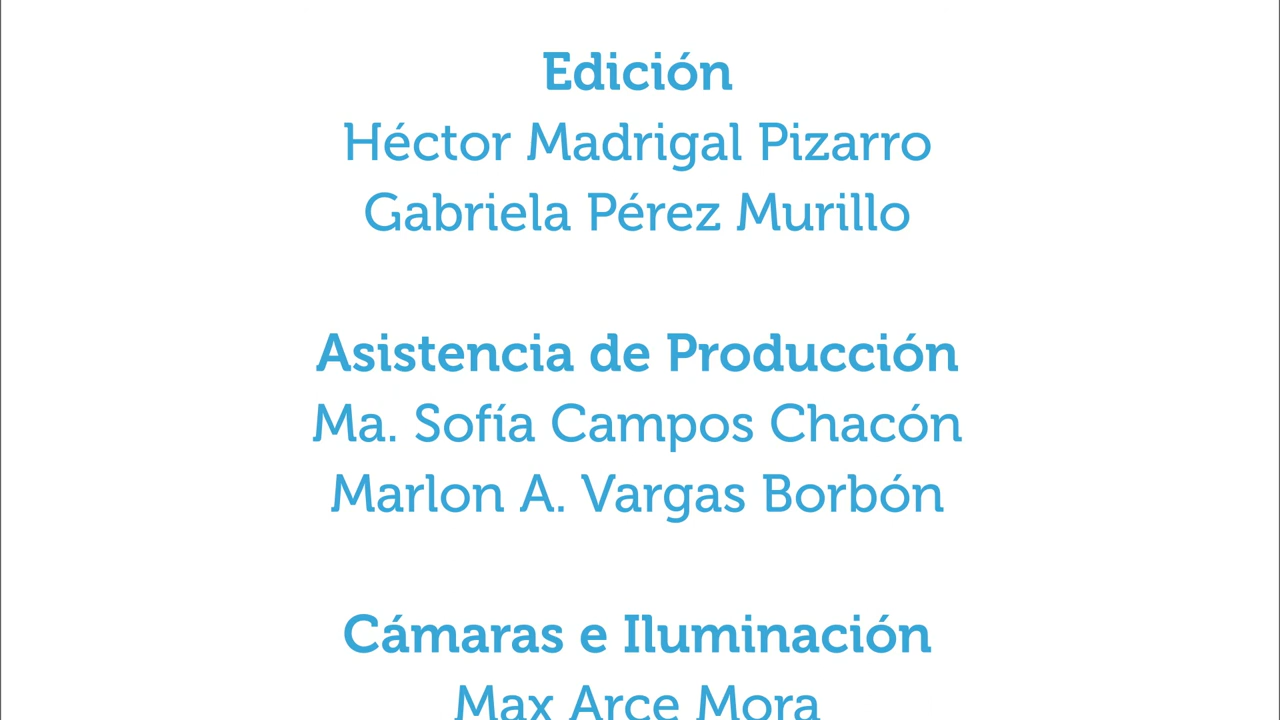 Edición
Héctor Madrigal Pizarro
Gabriela Pérez Murillo
Asistencia de Producción
Ma. Sofía Campos Chacón
Marlon A. Vargas Borbón
Cámaras e Iluminación
Max Arce Mora